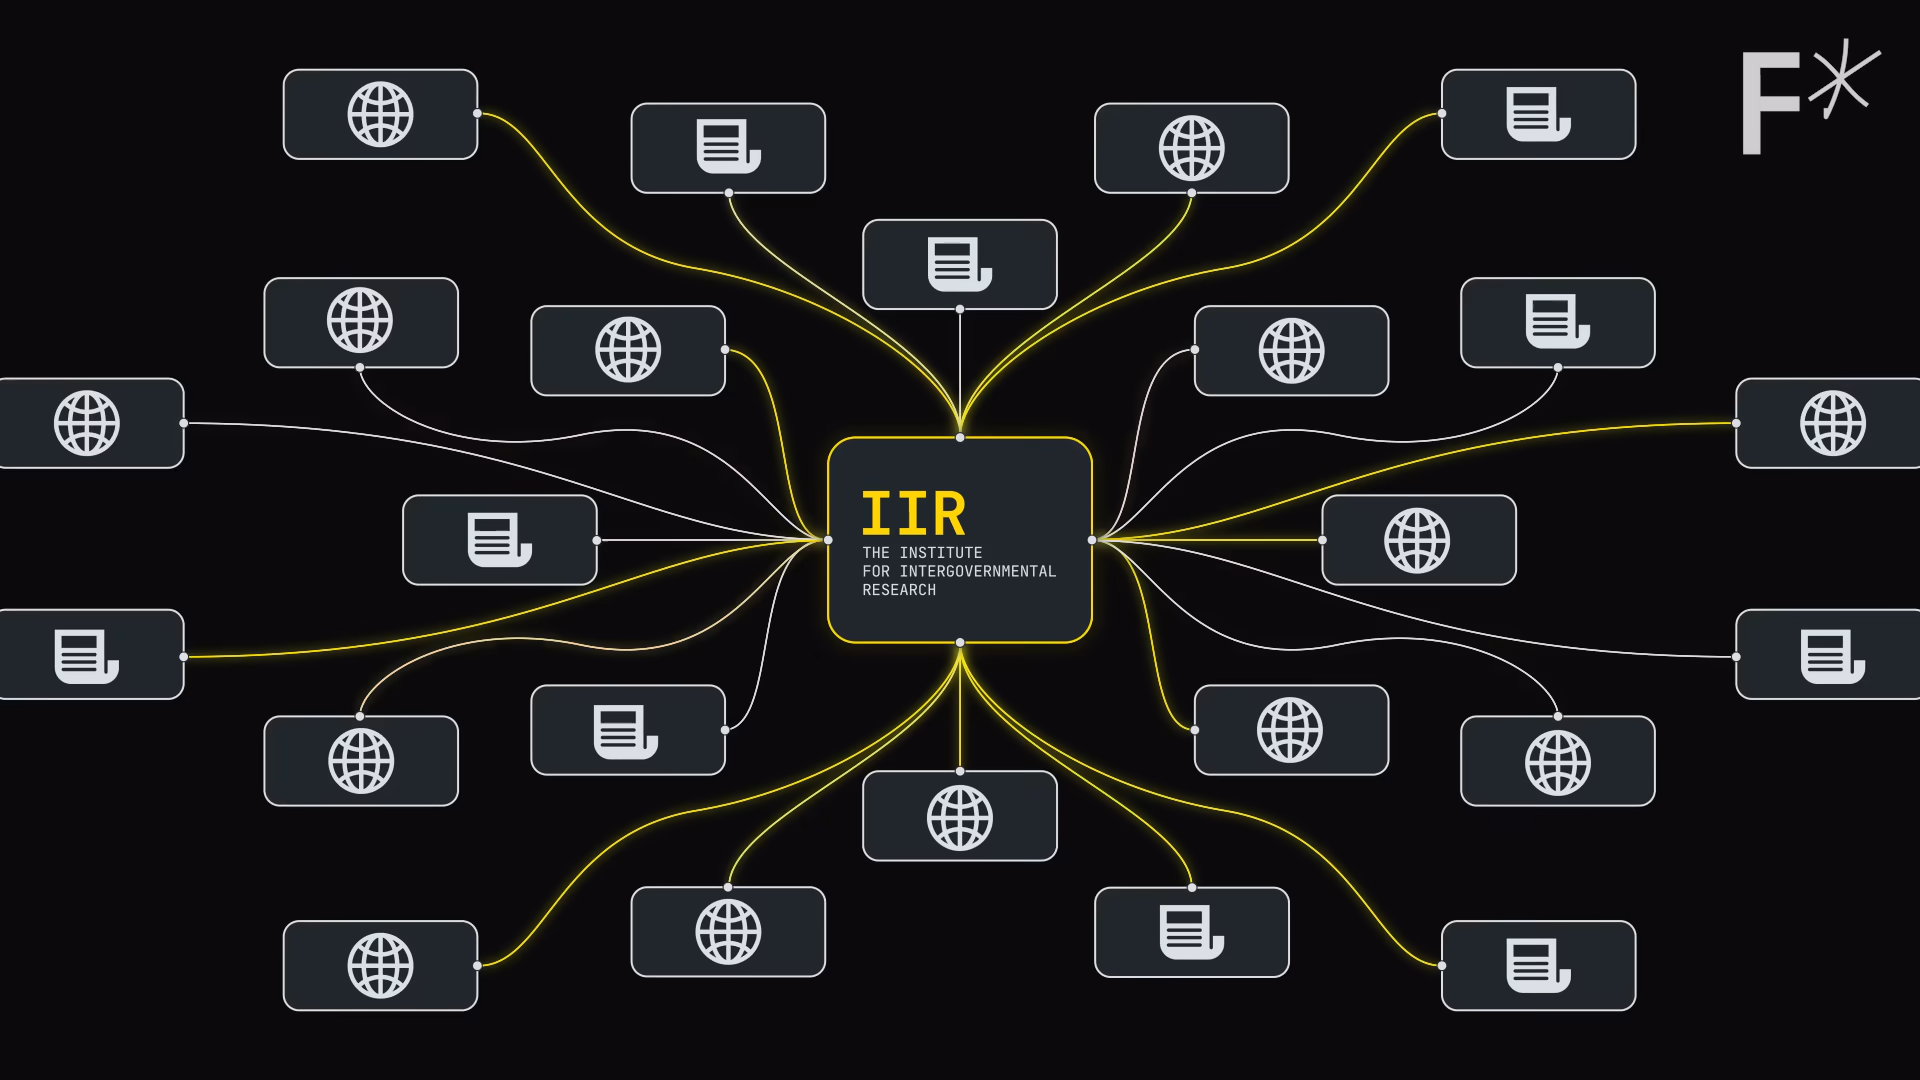 F*
IIR
THE INSTITUTE
FOR INTERGOVERNMENTAL
RESEARCH